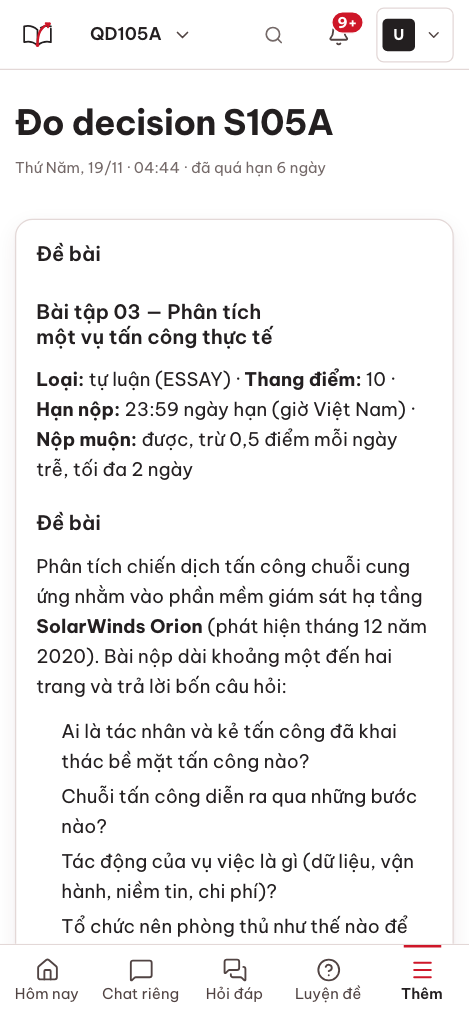 QD105A
9+
U
Đo decision S105A
Thứ Năm, 19/11 · 04:44 · đã quá hạn 6 ngày
Đề bài
Bài tập 03 — Phân tích
một vụ tấn công thực tế
Loại: tự luận (ESSAY) · Thang điểm: 10 ·
Hạn nộp: 23:59 ngày hạn (giờ Việt Nam) ·
Nộp muộn: được, trừ 0,5 điểm mỗi ngày
trễ, tối đa 2 ngày
Đề bài
Phân tích chiến dịch tấn công chuỗi cung
ứng nhằm vào phần mềm giám sát hạ tầng
SolarWinds Orion (phát hiện tháng 12 năm
2020). Bài nộp dài khoảng một đến hai
trang và trả lời bốn câu hỏi:
Ai là tác nhân và kẻ tấn công đã khai
thác bề mặt tấn công nào?
Chuỗi tấn công diễn ra qua những bước
nào?
Tác động của vụ việc là gì (dữ liệu, vận
hành, niềm tin, chi phí)?
Tổ chức nên phòng thủ như thế nào để
Hôm nay
Chat riêng
Hỏi đáp
Luyện đề
Thêm